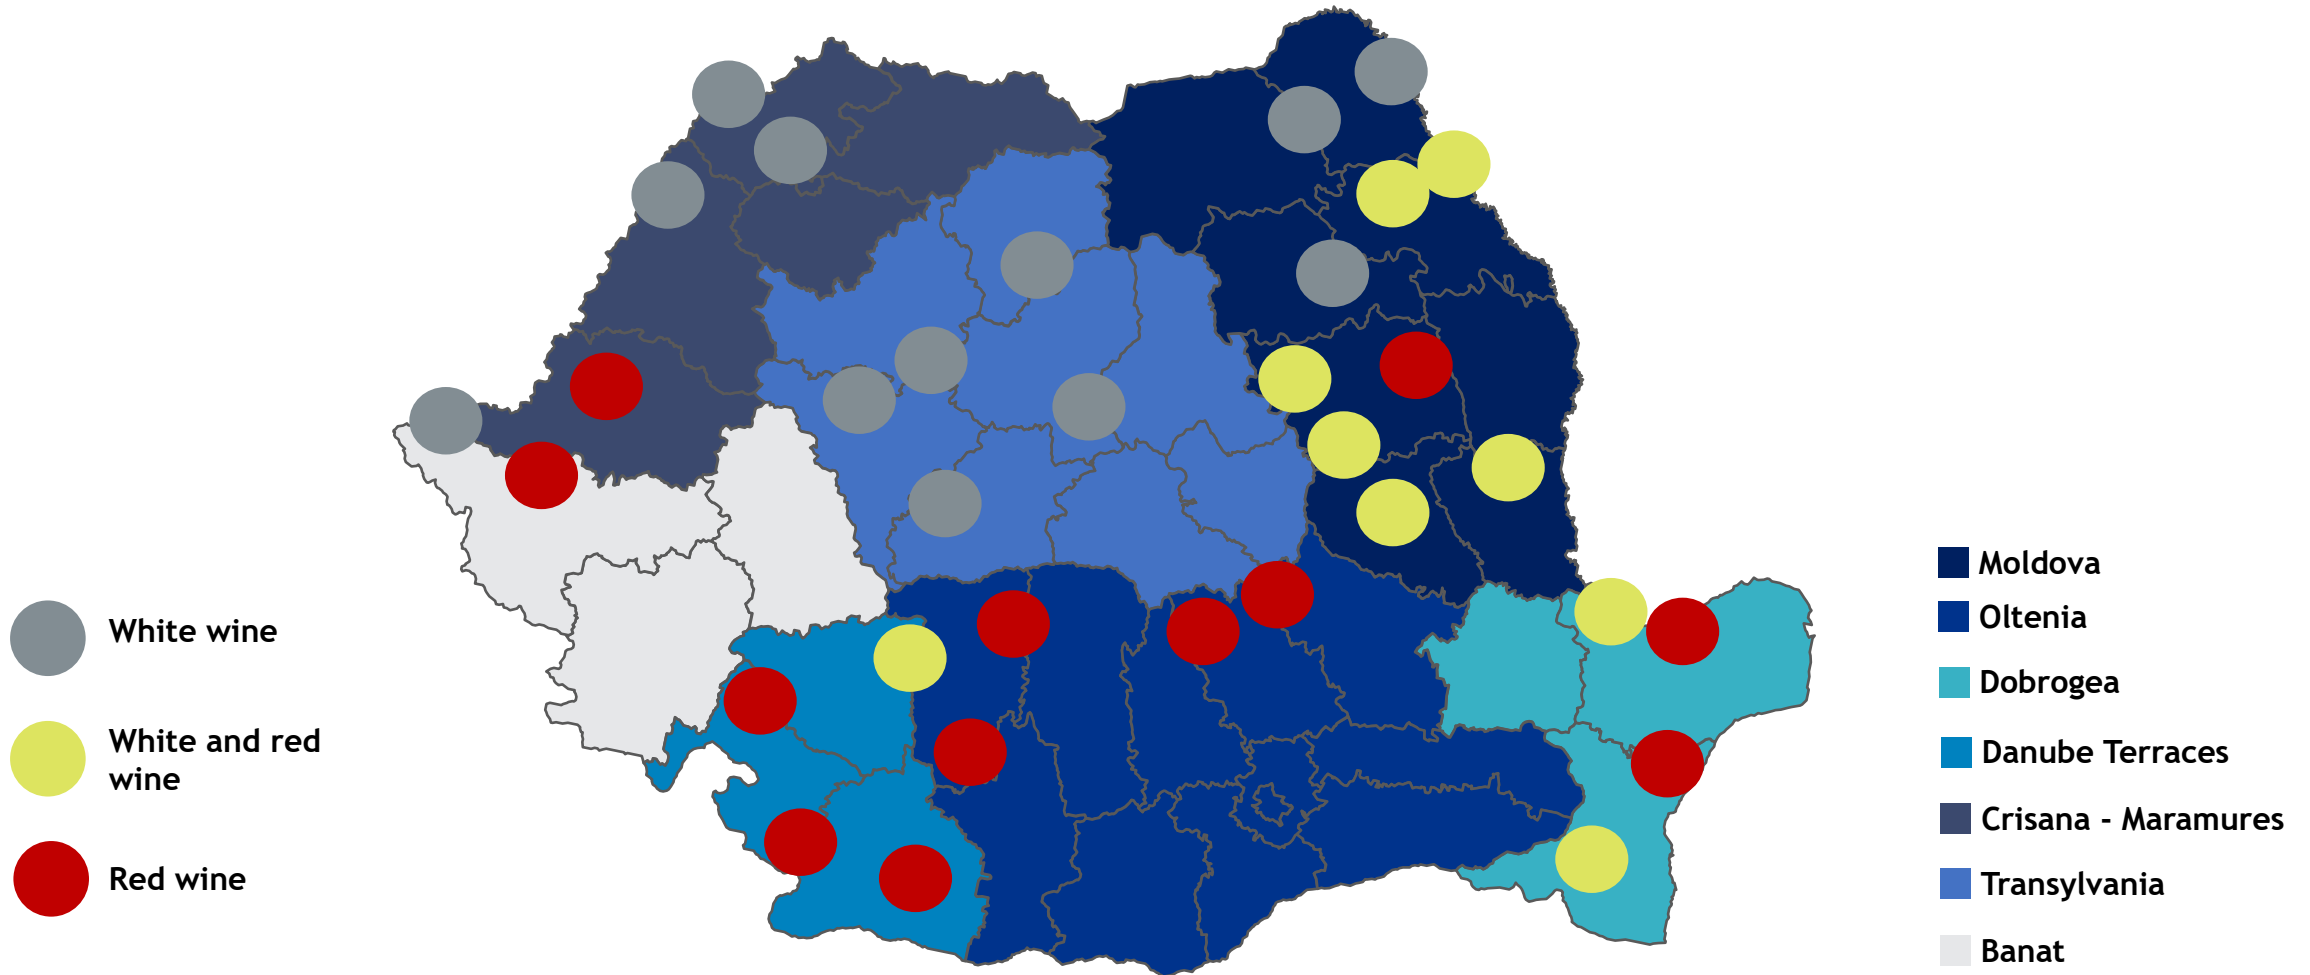 White wine
White and red
wine
Red wine
Moldova
Oltenia
Dobrogea
Danube Terraces
Crisana - Maramures
Transylvania
Banat